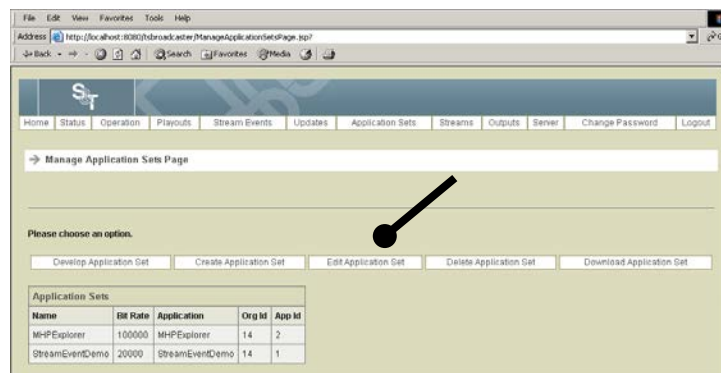 File Edit View Favorites Tools Help
Address http://localhost:8080/tsbroadcaster/ManageApplicationSetsPage.jsp?
Back Search Favorites Media
ST
Home Status Operation Playouts Stream Events Updates Application Sets Streams Outputs Server Change Password Logout
Manage Application Sets Page
Please choose an option.
Develop Application Set Create Application Set Edit Application Set Delete Application Set Download Application Set
Application Sets
Name Bit Rate Application Org Id App Id
MHPExplorer 100000 MHPExplorer 14 2
StreamEventDemo 20000 StreamEventDemo 14 1